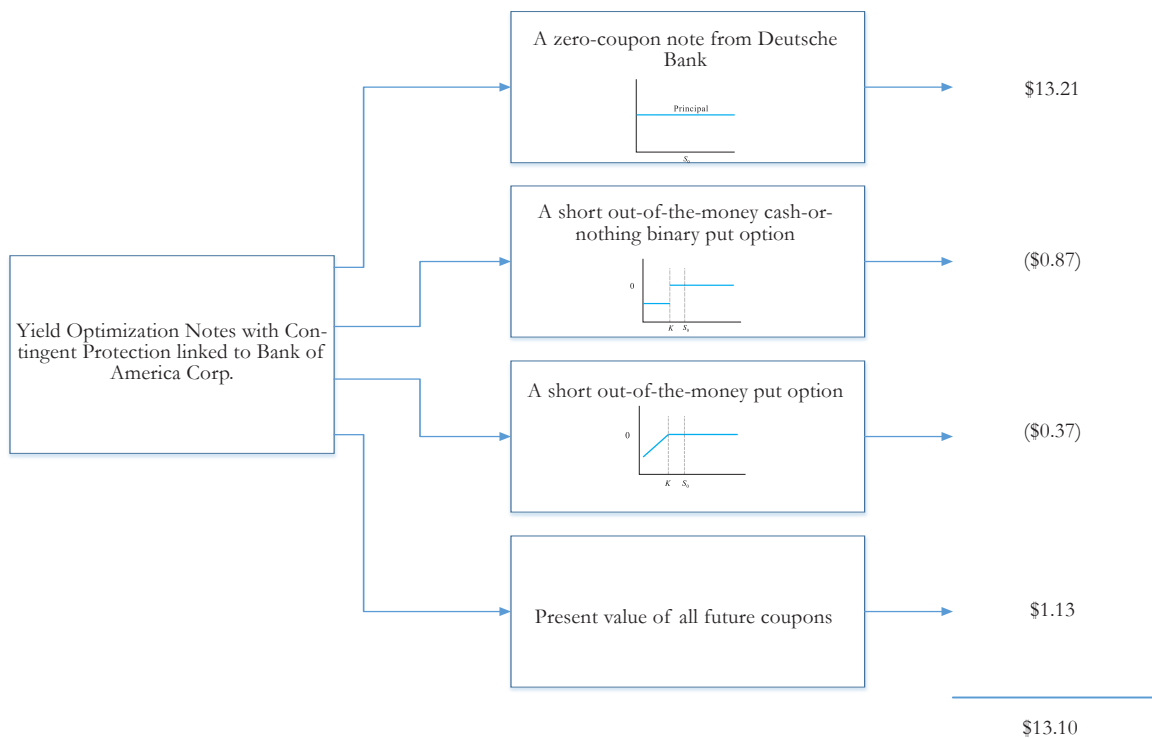 Yield Optimization Notes with Con-
tingent Protection linked to Bank of
America Corp.
A zero-coupon note from Deutsche
Bank
Principal
S₀
$13.21
A short out-of-the-money cash-or-
nothing binary put option
0
K S₀
($0.87)
A short out-of-the-money put option
0
K S₀
($0.37)
Present value of all future coupons
$1.13
$13.10